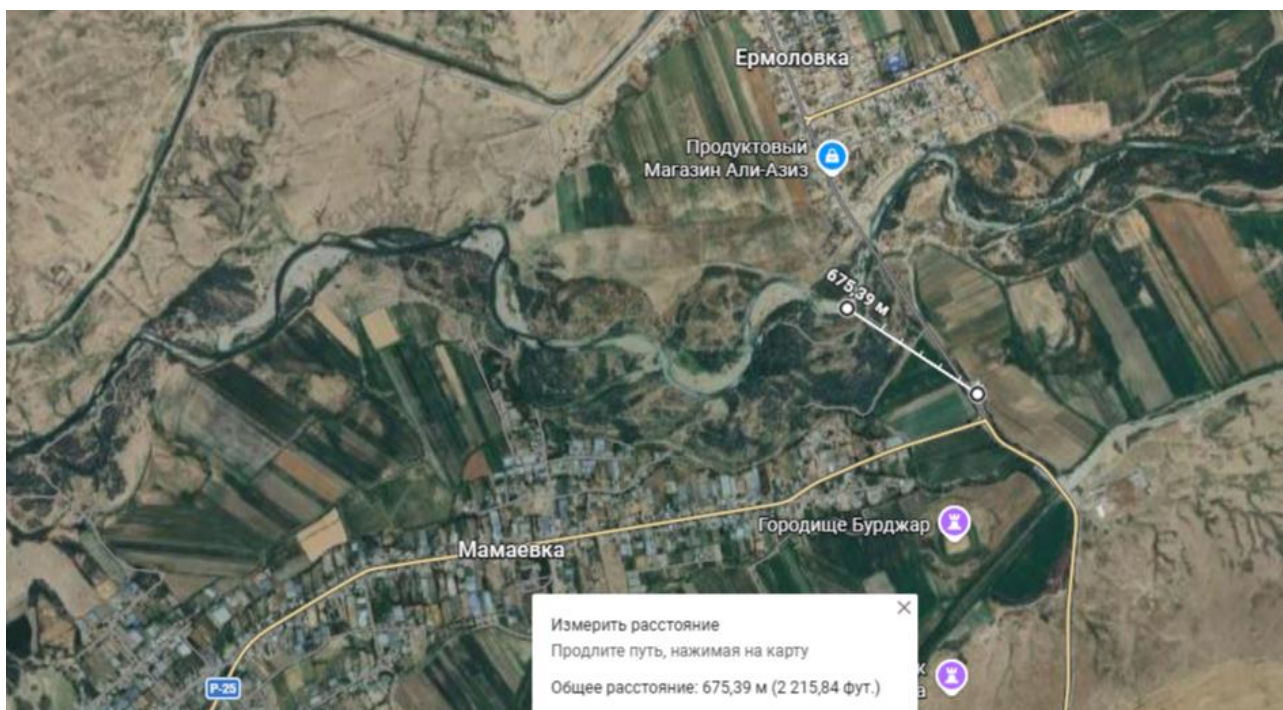 Ермоловка
Продуктовый
Магазин Али-Азиз
675,39 м
Городище Бурджар
Мамаевка
Измерить расстояние
Продлите путь, нажимая на карту
Общее расстояние: 675,39 м (2 215,84 фут.)
К
а
Р-25